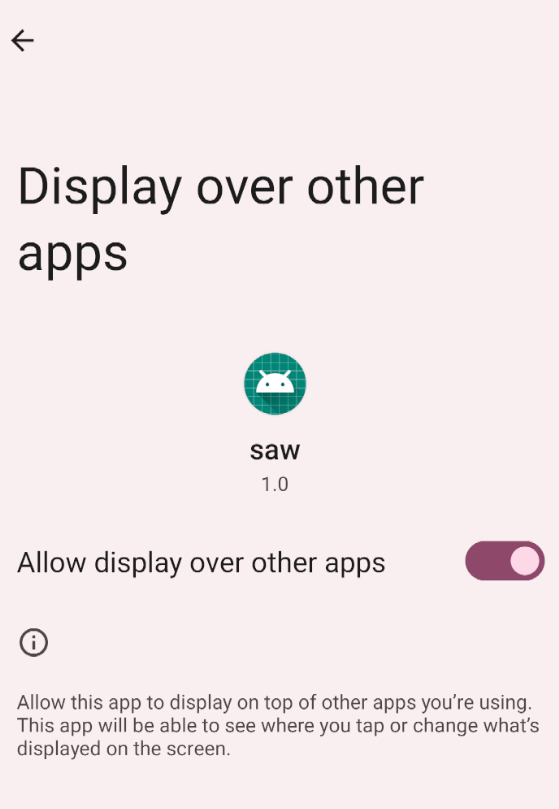 Display over other
apps
saw
1.0
Allow display over other apps
Allow this app to display on top of other apps you’re using.
This app will be able to see where you tap or change what’s
displayed on the screen.